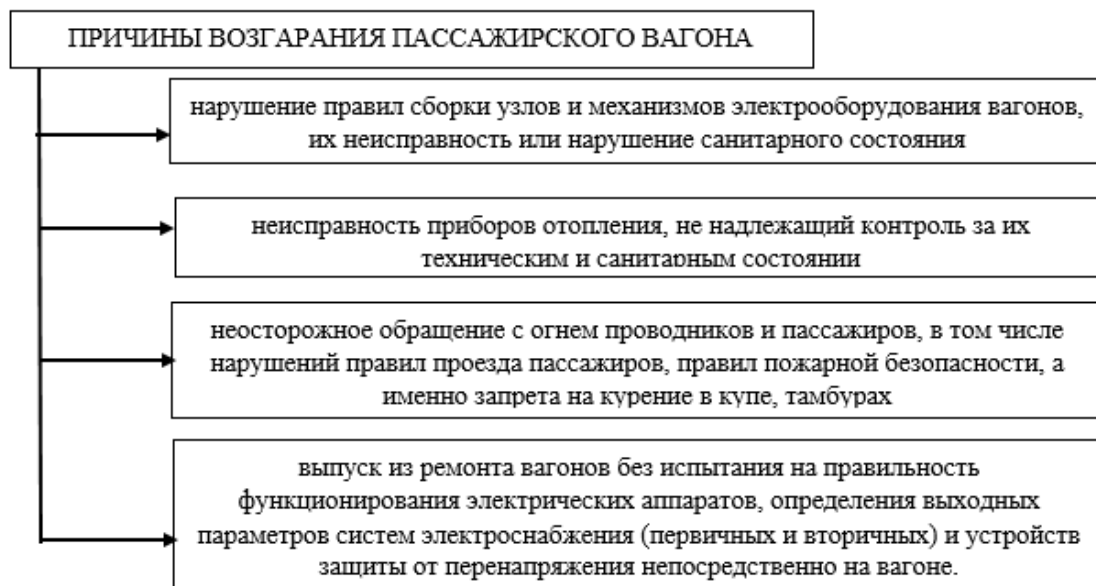 ПРИЧИНЫ ВОЗГАРАНИЯ ПАССАЖИРСКОГО ВАГОНА
нарушение правил сборки узлов и механизмов электрооборудования вагонов,
их неисправность или нарушение санитарного состояния
неисправность приборов отопления, не надлежащий контроль за их
техническим и санитарным состоянии
неосторожное обращение с огнем проводников и пассажиров, в том числе
нарушений правил проезда пассажиров, правил пожарной безопасности, а
именно запрета на курение в купе, тамбурах
выпуск из ремонта вагонов без испытания на правильность
функционирования электрических аппаратов, определения выходных
параметров систем электроснабжения (первичных и вторичных) и устройств
защиты от перенапряжения непосредственно на вагоне.